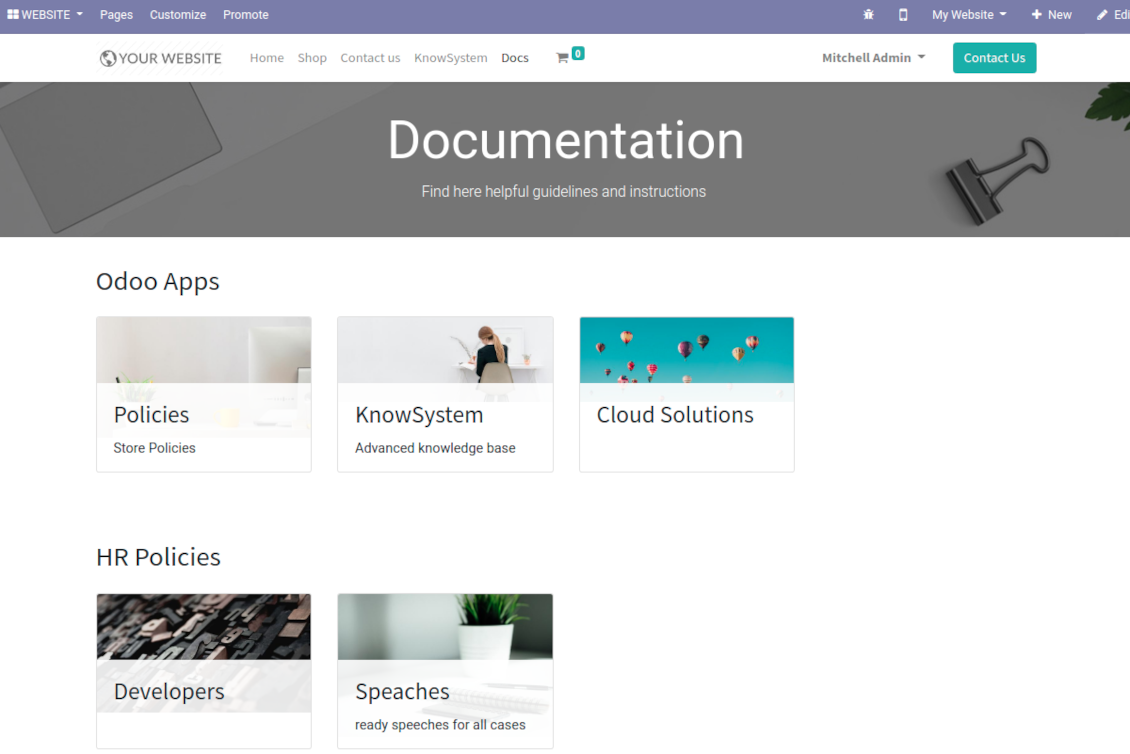 WEBSITE Pages Customize Promote My Website New Edi
YOUR WEBSITE Home Shop Contact us KnowSystem Docs 0 Mitchell Admin Contact Us
Documentation
Find here helpful guidelines and instructions
Odoo Apps
Policies KnowSystem Cloud Solutions
Store Policies Advanced knowledge base
HR Policies
Developers Speaches
ready speeches for all cases